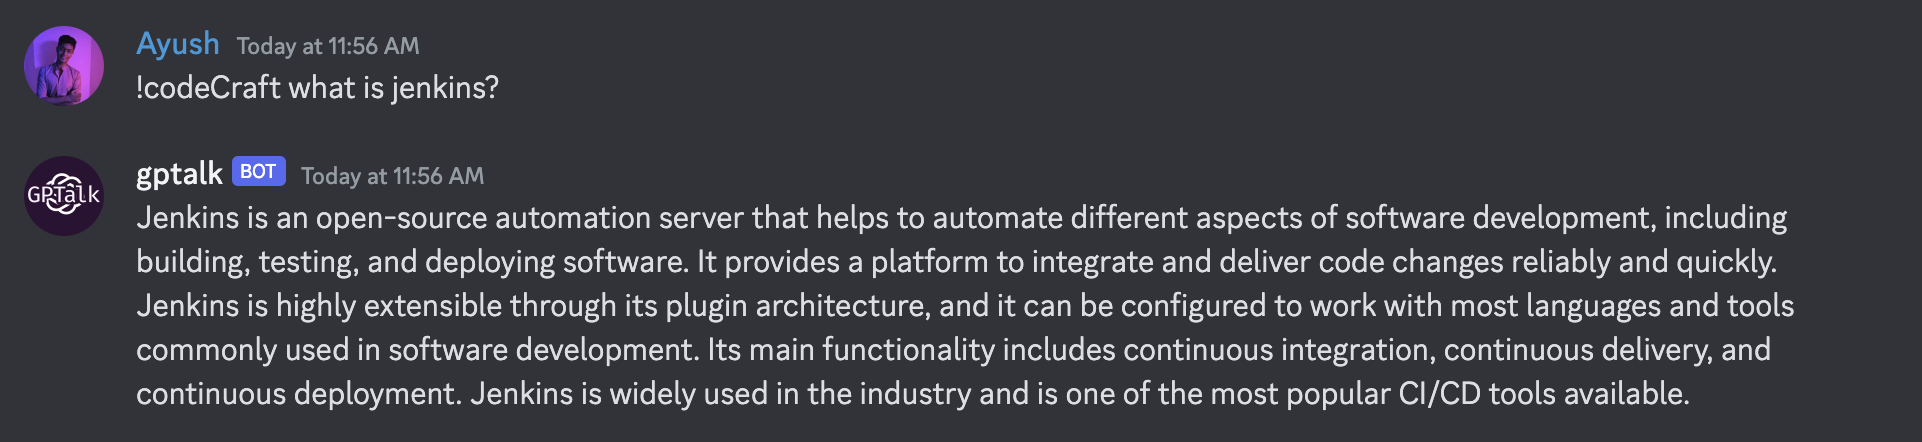 Ayush Today at 11:56 AM
!codeCraft what is jenkins?
GPTalk
gptalk BOT Today at 11:56 AM
Jenkins is an open-source automation server that helps to automate different aspects of software development, including
building, testing, and deploying software. It provides a platform to integrate and deliver code changes reliably and quickly.
Jenkins is highly extensible through its plugin architecture, and it can be configured to work with most languages and tools
commonly used in software development. Its main functionality includes continuous integration, continuous delivery, and
continuous deployment. Jenkins is widely used in the industry and is one of the most popular CI/CD tools available.